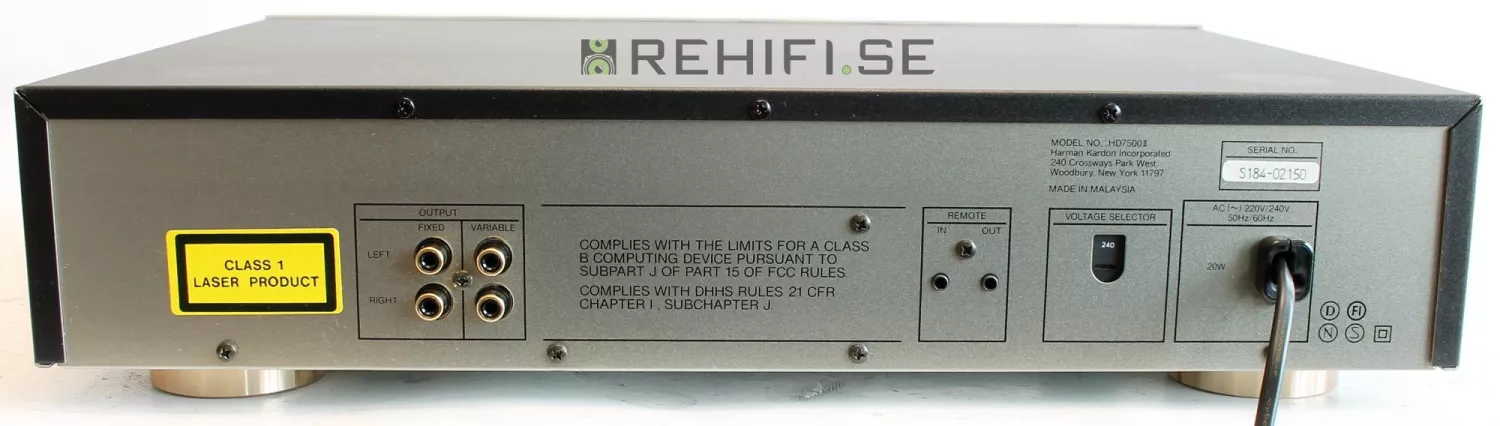 REHIFI.SE
MODEL NO. :HD7500II
Harman Kardon Incorporated
240 Crossways Park West
Woodbury, New York 11797
MADE IN MALAYSIA
SERIAL NO.
S184-02150
CLASS 1
LASER PRODUCT
OUTPUT
FIXED
VARIABLE
LEFT
RIGHT
COMPLIES WITH THE LIMITS FOR A CLASS
B COMPUTING DEVICE PURSUANT TO
SUBPART J OF PART 15 OF FCC RULES.
COMPLIES WITH DHHS RULES 21 CFR
CHAPTER I , SUBCHAPTER J.
REMOTE
IN OUT
VOLTAGE SELECTOR
240
AC (~) 220V/240V
50Hz/60Hz
20W
D FI
N S